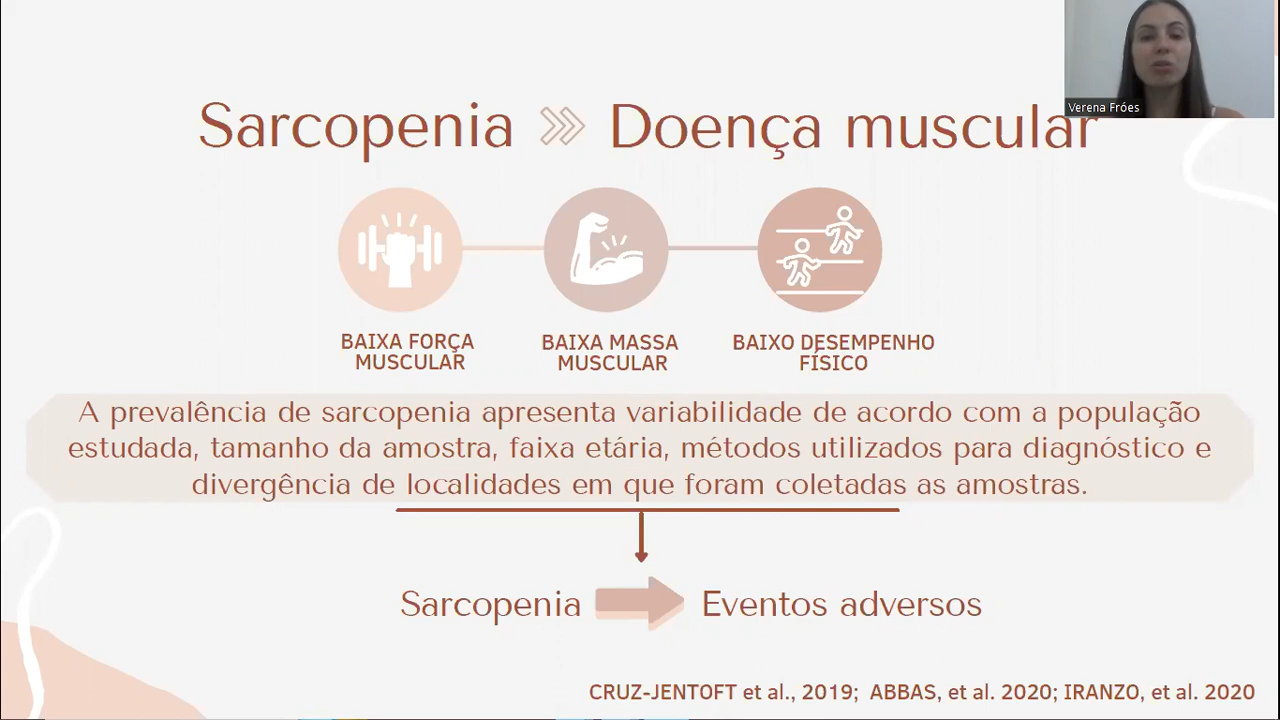 Verena Fróes
Sarcopenia Doença muscular
BAIXA FORÇA
MUSCULAR
BAIXA MASSA
MUSCULAR
BAIXO DESEMPENHO
FÍSICO
A prevalência de sarcopenia apresenta variabilidade de acordo com a população
estudada, tamanho da amostra, faixa etária, métodos utilizados para diagnóstico e
divergência de localidades em que foram coletadas as amostras.
Sarcopenia Eventos adversos
CRUZ-JENTOFT et al., 2019; ABBAS, et al. 2020; IRANZO, et al. 2020